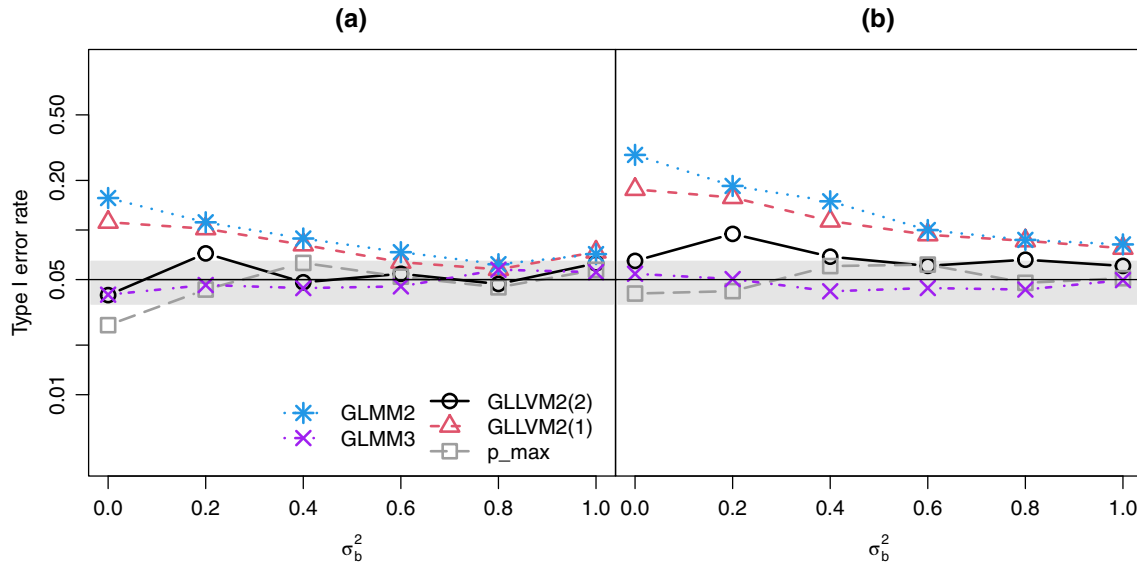 (a) (b)
Type I error rate
0.50
0.20
0.05
0.01
GLMM2
GLMM3
GLLVM2(2)
GLLVM2(1)
p_max
0.0 0.2 0.4 0.6 0.8 1.0 0.0 0.2 0.4 0.6 0.8 1.0
σ_b^2 σ_b^2